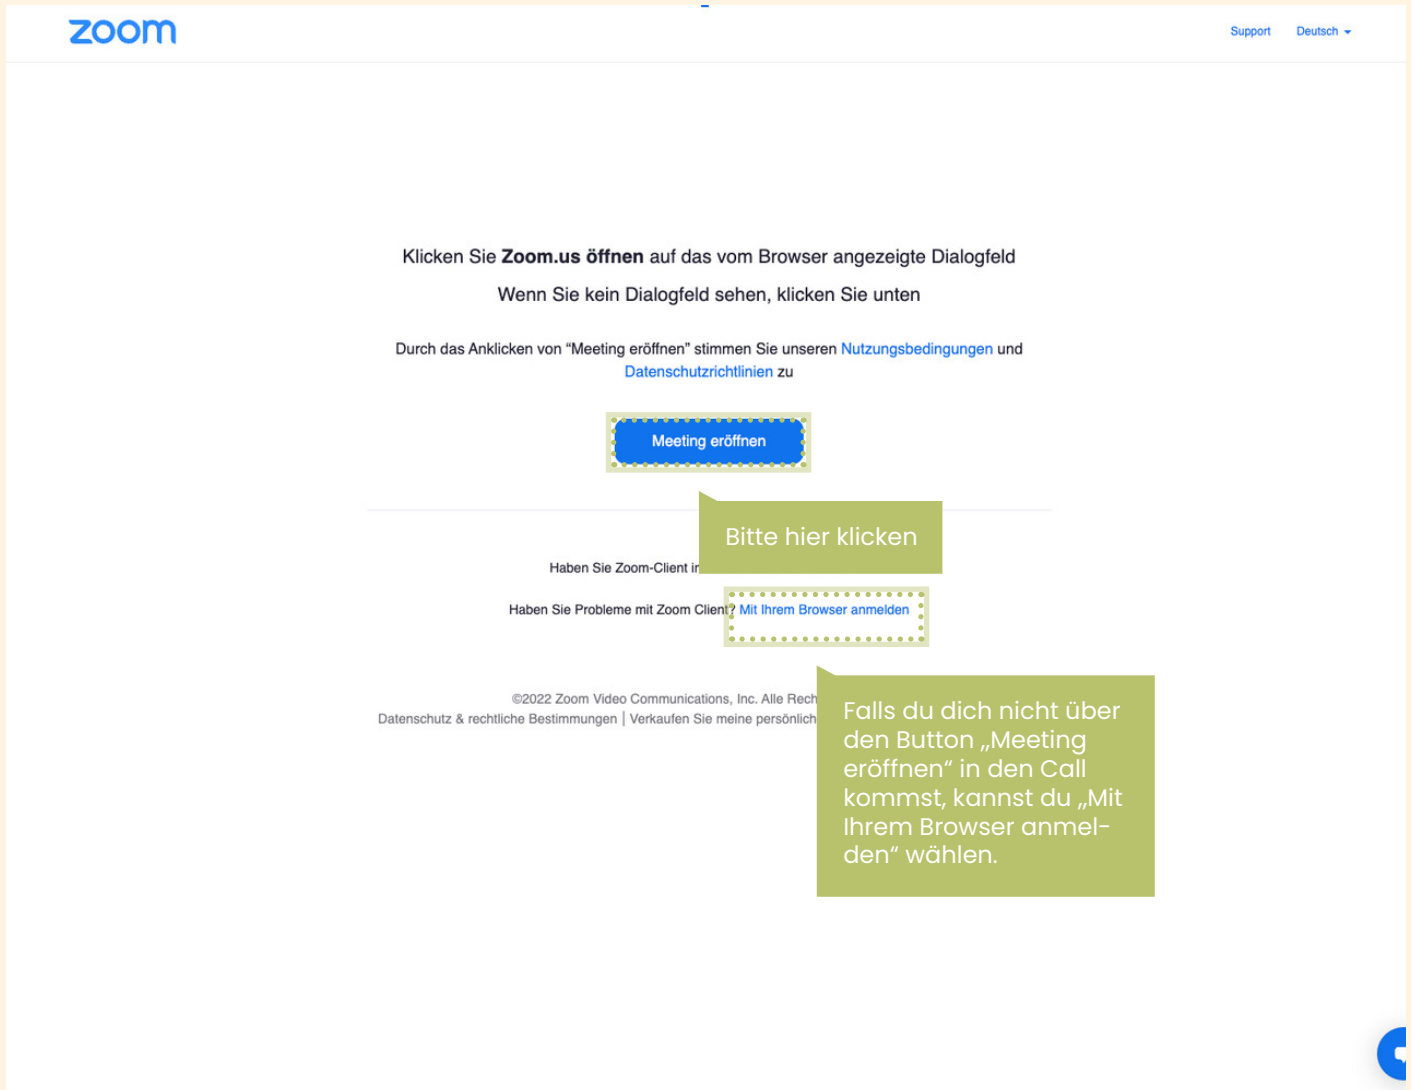 zoom
Support Deutsch
Klicken Sie Zoom.us öffnen auf das vom Browser angezeigte Dialogfeld
Wenn Sie kein Dialogfeld sehen, klicken Sie unten
Durch das Anklicken von “Meeting eröffnen” stimmen Sie unseren Nutzungsbedingungen und
Datenschutzrichtlinien zu
Meeting eröffnen
Bitte hier klicken
Haben Sie Zoom-Client
Haben Sie Probleme mit Zoom Client? Mit Ihrem Browser anmelden
©2022 Zoom Video Communications, Inc. Alle
Datenschutz & rechtliche Bestimmungen | Verkaufen Sie meine
Falls du dich nicht über
den Button „Meeting
eröffnen“ in den Call
kommst, kannst du „Mit
Ihrem Browser anmel-
den“ wählen.